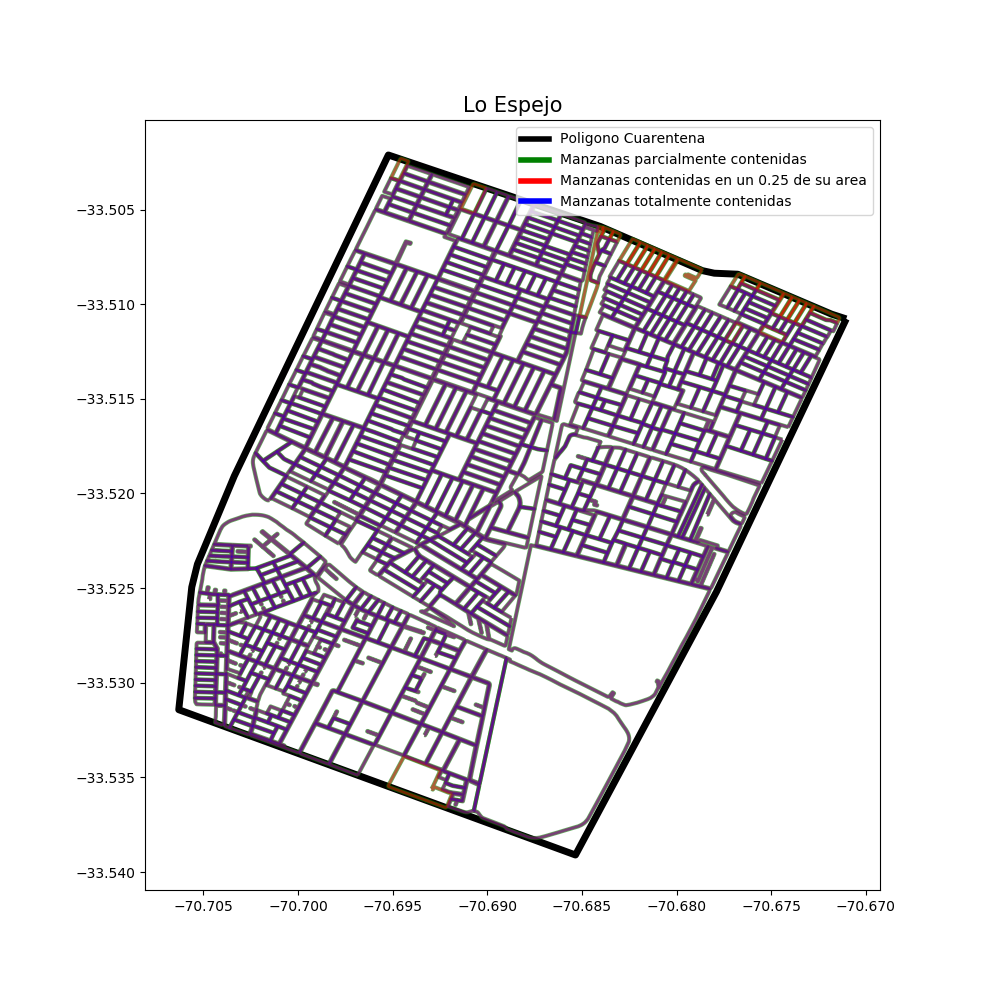 Lo Espejo
Poligono Cuarentena
Manzanas parcialmente contenidas
Manzanas contenidas en un 0.25 de su area
Manzanas totalmente contenidas
−33.505
−33.510
−33.515
−33.520
−33.525
−33.530
−33.535
−33.540
−70.705 −70.700 −70.695 −70.690 −70.685 −70.680 −70.675 −70.670